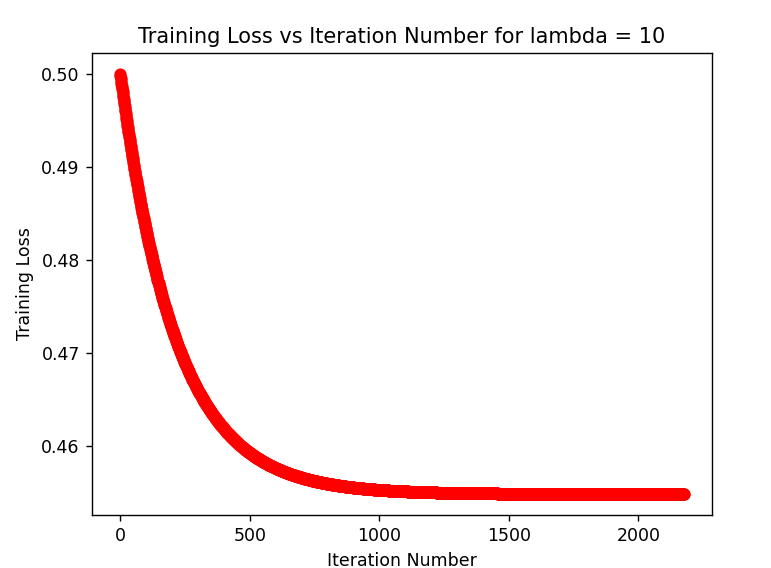 Training Loss vs Iteration Number for lambda = 10
0.50
0.49
0.48
0.47
0.46
Training Loss
0 500 1000 1500 2000
Iteration Number